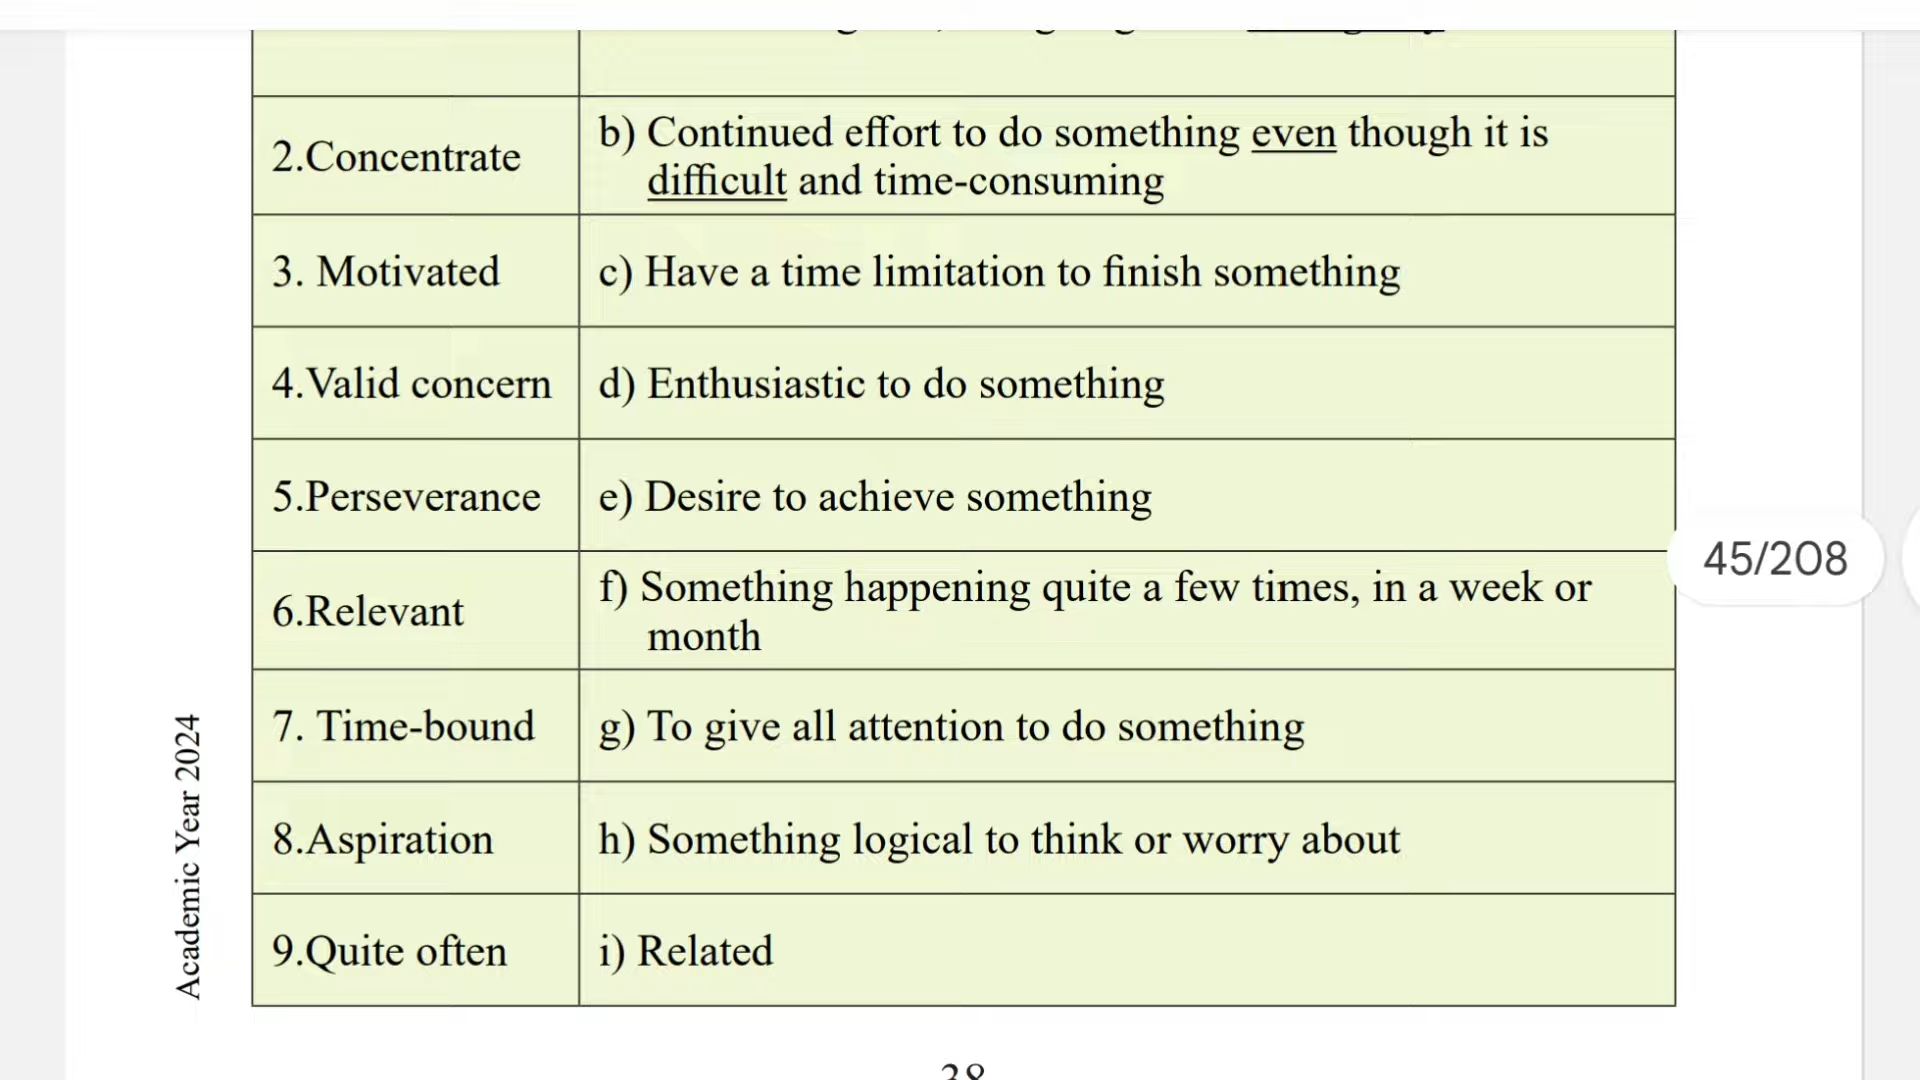 2.Concentrate
b) Continued effort to do something even though it is
difficult and time-consuming
3. Motivated
c) Have a time limitation to finish something
4.Valid concern
d) Enthusiastic to do something
5.Perseverance
e) Desire to achieve something
6.Relevant
f) Something happening quite a few times, in a week or
month
7. Time-bound
g) To give all attention to do something
8.Aspiration
h) Something logical to think or worry about
9.Quite often
i) Related
45/208
Academic Year 2024
38